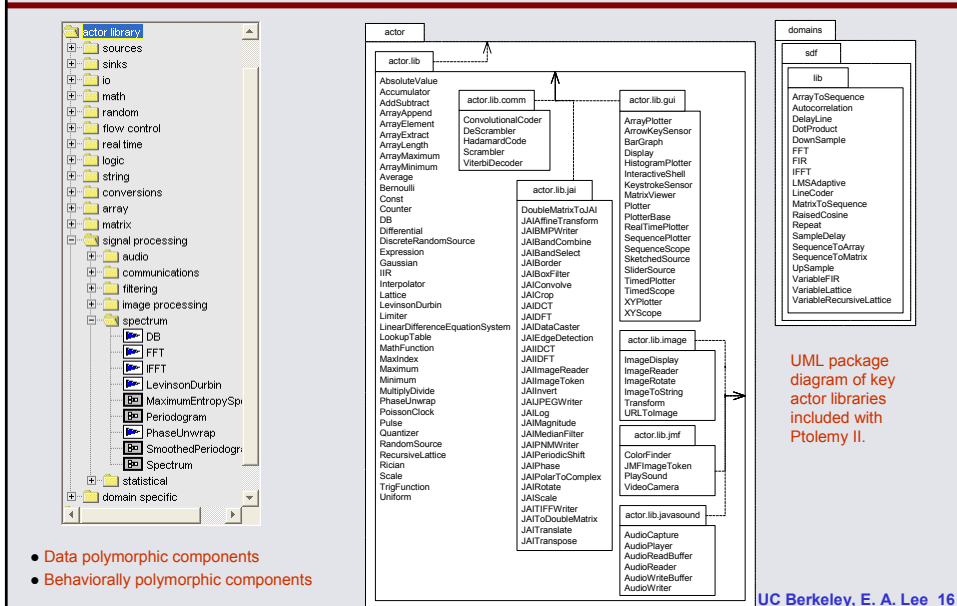 actor library
sources
sinks
io
math
random
flow control
real time
logic
string
conversions
array
matrix
signal processing
audio
communications
filtering
image processing
spectrum
DB
FFT
IFFT
LevinsonDurbin
MaximumEntropySpe
Periodogram
PhaseUnwrap
SmoothedPeriodogra
Spectrum
statistical
domain specific
● Data polymorphic components
● Behaviorally polymorphic components
actor
actor.lib
AbsoluteValue
Accumulator
AddSubtract
ArrayAppend
ArrayElement
ArrayExtract
ArrayLength
ArrayMaximum
ArrayMinimum
Average
Bernoulli
Const
Counter
DB
Differential
DiscreteRandomSource
Expression
Gaussian
IIR
Interpolator
Lattice
LevinsonDurbin
Limiter
LinearDifferenceEquationSystem
LookupTable
MathFunction
MaxIndex
Maximum
Minimum
MultiplyDivide
PhaseUnwrap
PoissonClock
Pulse
Quantizer
RandomSource
RecursiveLattice
Rician
Scale
TrigFunction
Uniform
actor.lib.comm
ConvolutionalCoder
DeScrambler
HadamardCode
Scrambler
ViterbiDecoder
actor.lib.jai
DoubleMatrixToJAI
JAIAffineTransform
JAIBMPWriter
JAIBandCombine
JAIBandSelect
JAIBorder
JAIBoxFilter
JAIConvolve
JAICrop
JAIDCT
JAIDFT
JAIDataCaster
JAIEdgeDetection
JAIIDCT
JAIIDFT
JAIImageReader
JAIImageToken
JAIInvert
JAIJPEGWriter
JAILog
JAIMagnitude
JAIMedianFilter
JAIPNMWriter
JAIPeriodicShift
JAIPhase
JAIPolarToComplex
JAIRotate
JAIScale
JAITIFFWriter
JAIToDoubleMatrix
JAITranslate
JAITranspose
actor.lib.gui
ArrayPlotter
ArrowKeySensor
BarGraph
Display
HistogramPlotter
InteractiveShell
KeystrokeSensor
MatrixViewer
Plotter
PlotterBase
RealTimePlotter
SequencePlotter
SequenceScope
SketchedSource
SliderSource
TimedPlotter
TimedScope
XYPlotter
XYScope
actor.lib.image
ImageDisplay
ImageReader
ImageRotate
ImageToString
Transform
URLToImage
actor.lib.jmf
ColorFinder
JMFImageToken
PlaySound
VideoCamera
actor.lib.javasound
AudioCapture
AudioPlayer
AudioReadBuffer
AudioReader
AudioWriteBuffer
AudioWriter
domains
sdf
lib
ArrayToSequence
Autocorrelation
DelayLine
DotProduct
DownSample
FFT
FIR
IFFT
LMSAdaptive
LineCoder
MatrixToSequence
RaisedCosine
Repeat
SampleDelay
SequenceToArray
SequenceToMatrix
UpSample
VariableFIR
VariableLattice
VariableRecursiveLattice
UML package
diagram of key
actor libraries
included with
Ptolemy II.
UC Berkeley, E. A. Lee 16